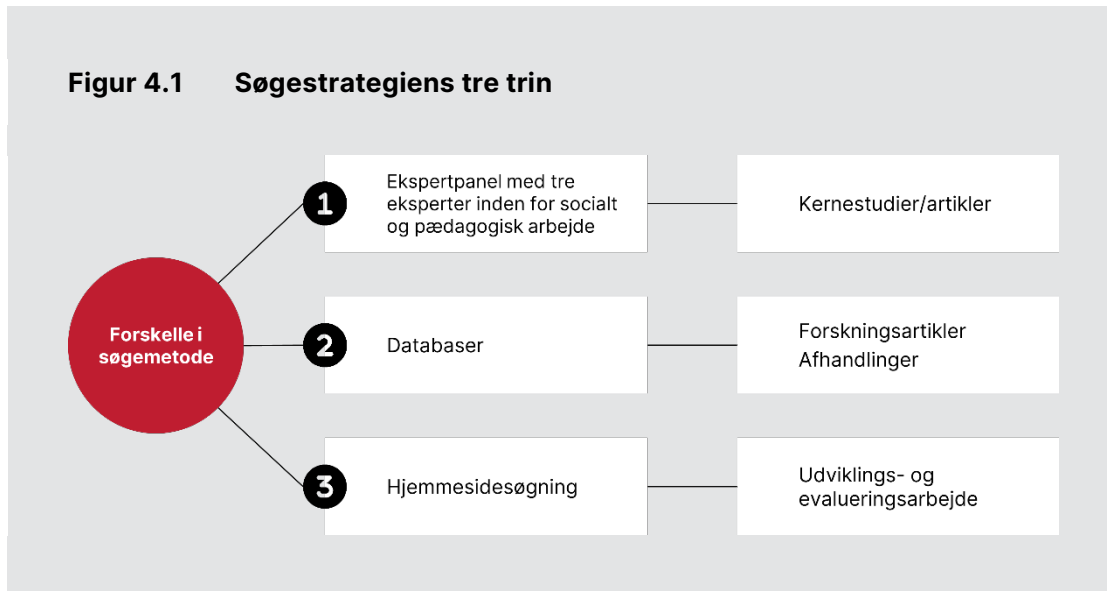 Figur 4.1 Søgestrategiens tre trin
Forskelle i
søgemetode
1
Ekspertpanel med tre
eksperter inden for socialt
og pædagogisk arbejde
Kernestudier/artikler
2
Databaser
Forskningsartikler
Afhandlinger
3
Hjemmesidesøgning
Udviklings- og
evalueringsarbejde